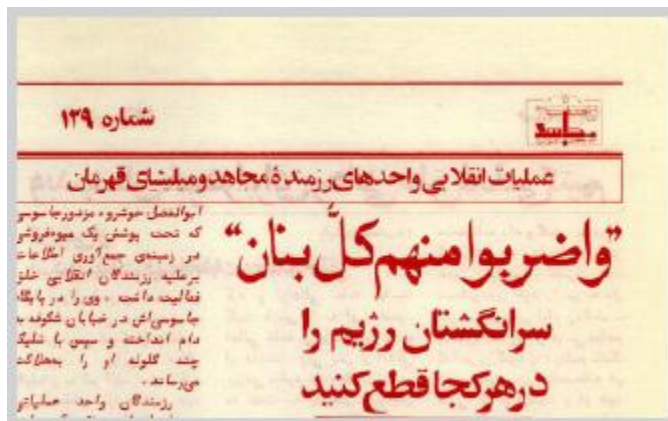 مجاهد
شماره ۱۳۹
عملیات انقلابی واحدهای رزمندهٔ مجاهد و میلیشای قهرمان
”واضربوا منهم کلَّ بنان“
سرانگشتان رژیم را
در هر کجا قطع کنید
ابوالفضل خوشرو، مزدور جاسوسی
که تحت پوشش یک میوه‌فروشی
در زمینه‌ی جمع‌آوری اطلاعات
برعلیه رزمندگان انقلابی خلق
فعالیت داشت، وی را در پایگاه
جاسوسی‌اش در خیابان شکوفه به
دام انداخته و سپس با شلیک
چند گلوله او را به‌هلاکت
می‌رساند.
رزمندگان واحد عملیاتی